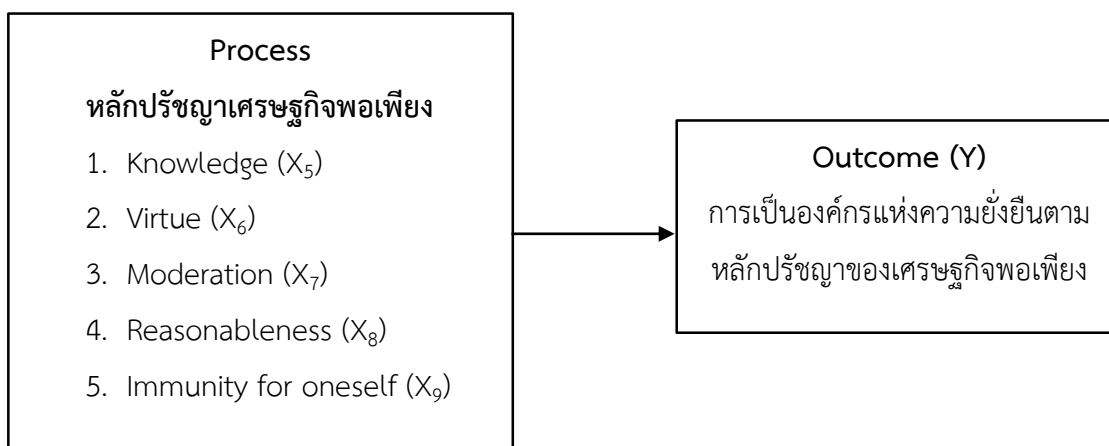 Process
หลักปรัชญาเศรษฐกิจพอเพียง
1. Knowledge (X₅)
2. Virtue (X₆)
3. Moderation (X₇)
4. Reasonableness (X₈)
5. Immunity for oneself (X₉)
Outcome (Y)
การเป็นองค์กรแห่งความยั่งยืนตาม
หลักปรัชญาของเศรษฐกิจพอเพียง